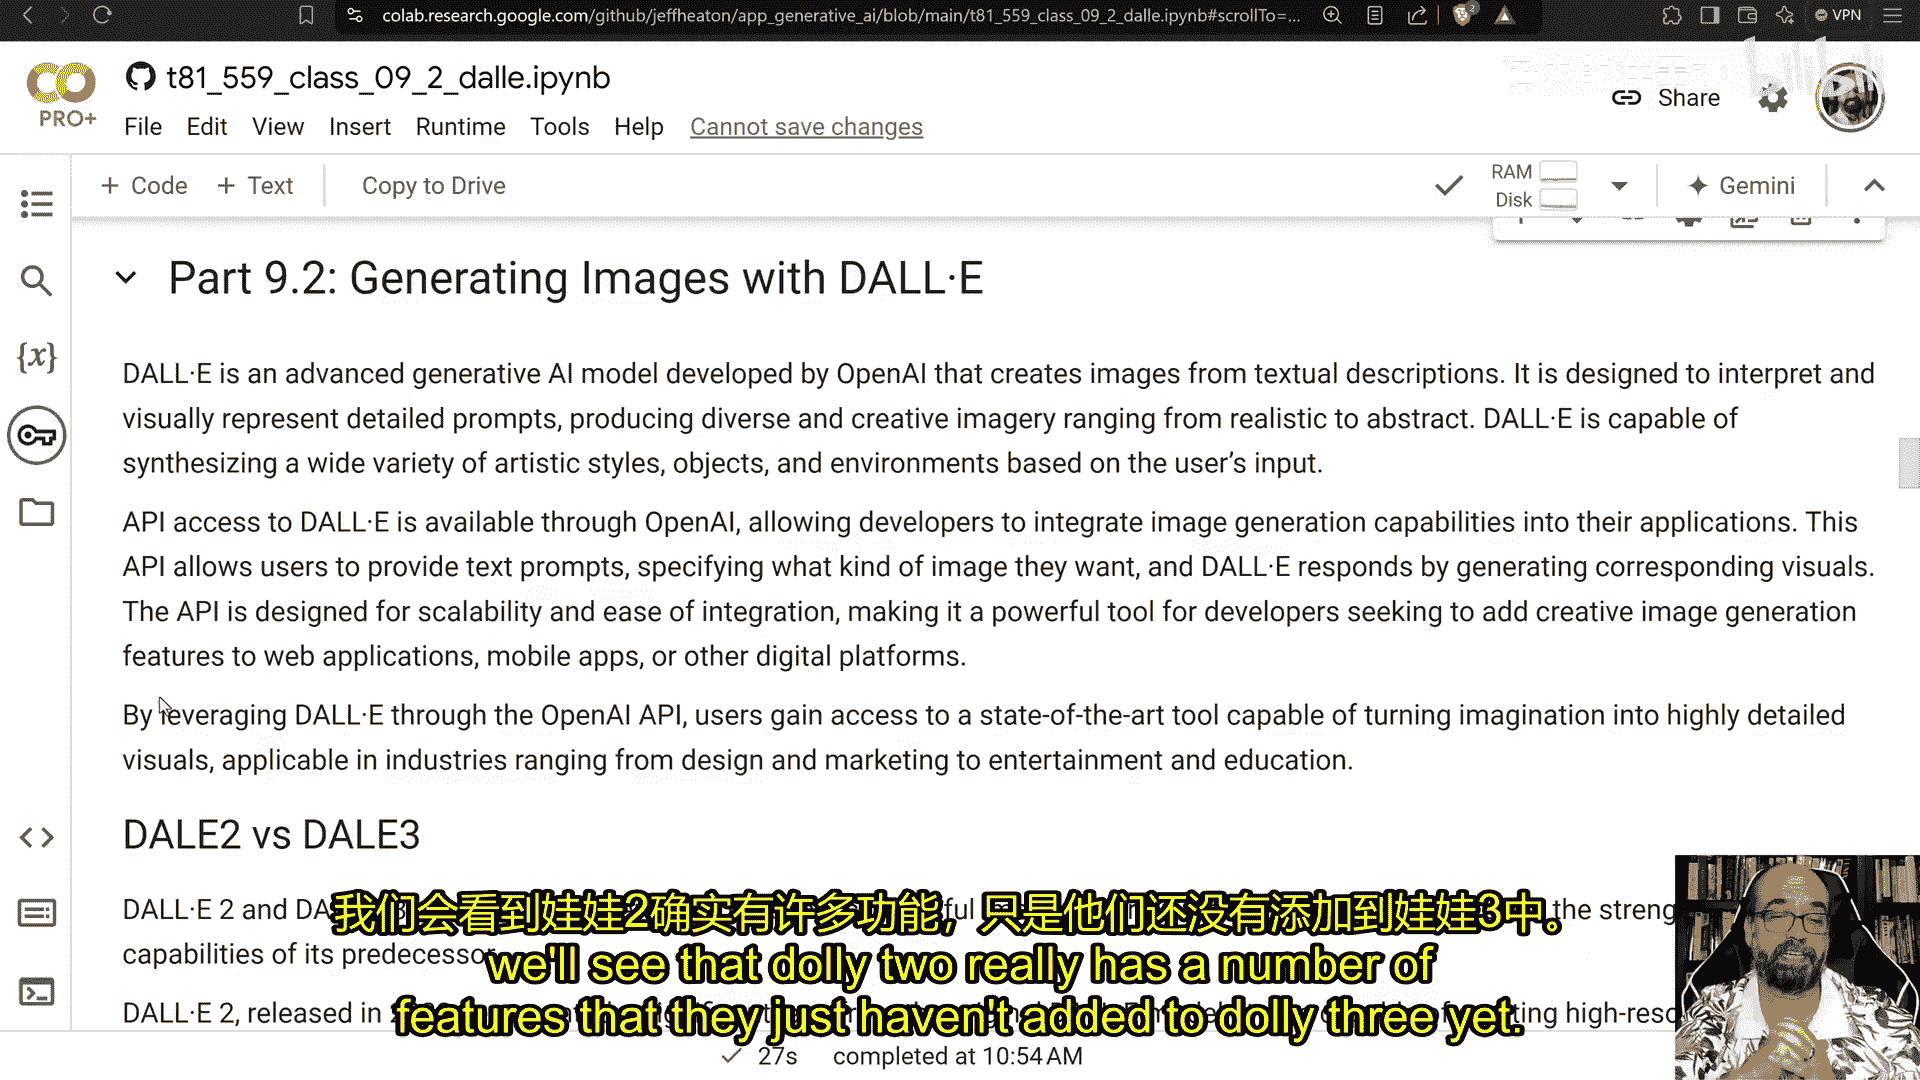 colab.research.google.com/github/jeffheaton/app_generative_ai/blob/main/t81_559_class_09_2_dalle.ipynb#scrollTo=...
2
VPN
CO
PRO+
t81_559_class_09_2_dalle.ipynb
File Edit View Insert Runtime Tools Help Cannot save changes
Share
+ Code + Text Copy to Drive
RAM
Disk
Gemini
{x}
Part 9.2: Generating Images with DALL·E
DALL·E is an advanced generative AI model developed by OpenAI that creates images from textual descriptions. It is designed to interpret and
visually represent detailed prompts, producing diverse and creative imagery ranging from realistic to abstract. DALL·E is capable of
synthesizing a wide variety of artistic styles, objects, and environments based on the user’s input.
API access to DALL·E is available through OpenAI, allowing developers to integrate image generation capabilities into their applications. This
API allows users to provide text prompts, specifying what kind of image they want, and DALL·E responds by generating corresponding visuals.
The API is designed for scalability and ease of integration, making it a powerful tool for developers seeking to add creative image generation
features to web applications, mobile apps, or other digital platforms.
By leveraging DALL·E through the OpenAI API, users gain access to a state-of-the-art tool capable of turning imagination into highly detailed
visuals, applicable in industries ranging from design and marketing to entertainment and education.
DALE2 vs DALE3
DALL·E 2 and the
我们会看到娃娃2确实有许多功能，只是他们还没有添加到娃娃3中。
capabilities of its predecessor
we'll see that dolly two really has a number of
DALL·E 2, released in
features that they just haven't added to dolly three yet.
27s completed at 10:54 AM